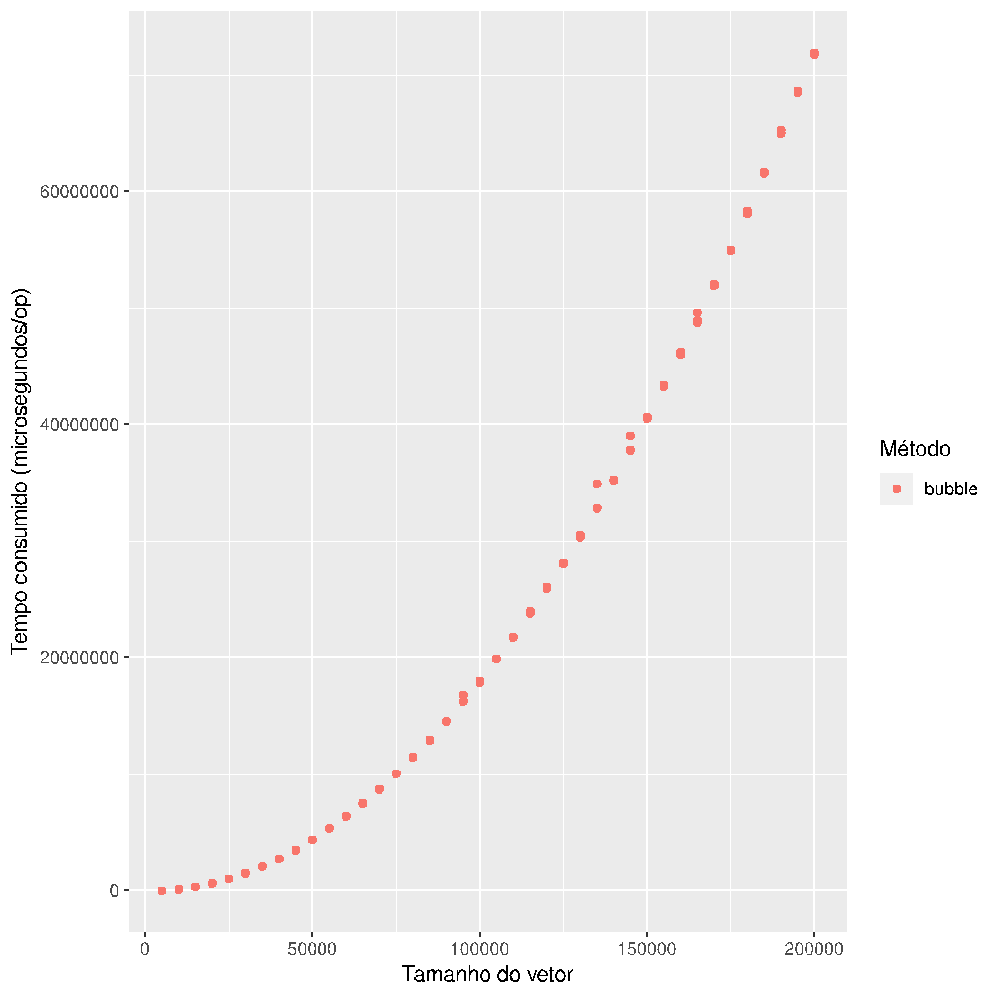 Tempo consumido (microsegundos/op)
60000000
40000000
20000000
0
0 50000 100000 150000 200000
Tamanho do vetor
Método
bubble